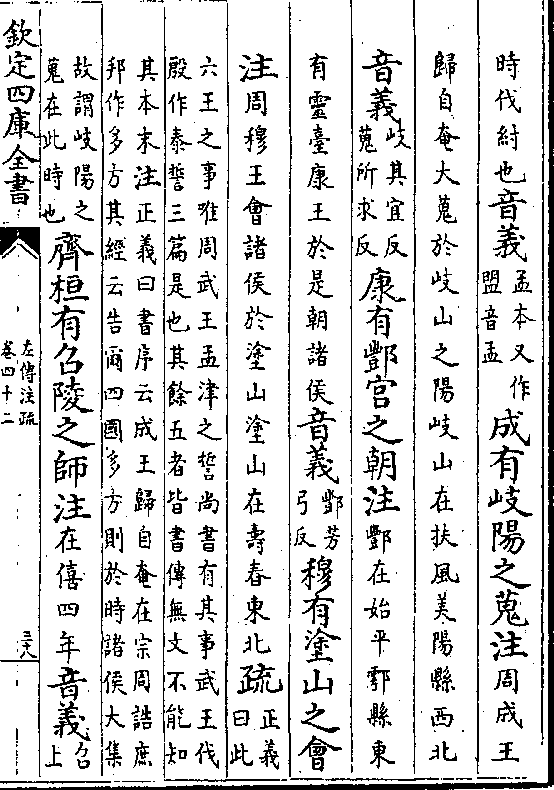 時代紂也音義孟本又作盟音孟成有岐陽之蒐注周成王
歸自奄大蒐於岐山之陽岐山在扶風美陽縣西北
音義岐其宜反蒐所求反康有酆宮之朝注酆在始平鄠縣東
有靈臺康王於是朝諸侯音義酆芳弓反穆有塗山之會
注周穆王會諸侯於塗山塗山在壽春東北疏正義曰此
六王之事唯周武王孟津之誓尚書有其事武王伐
殷作泰誓三篇是也其餘五者皆書傳無文不能知
其本末注正義曰書序云成王歸自奄在宗周誥庶
邦作多方其經云告爾四國多方則於時諸侯大集
故謂岐陽之蒐在此時也齊桓有召陵之師注在僖四年音義召上
欽定四庫全書
左傳注疏
卷四十二
三八